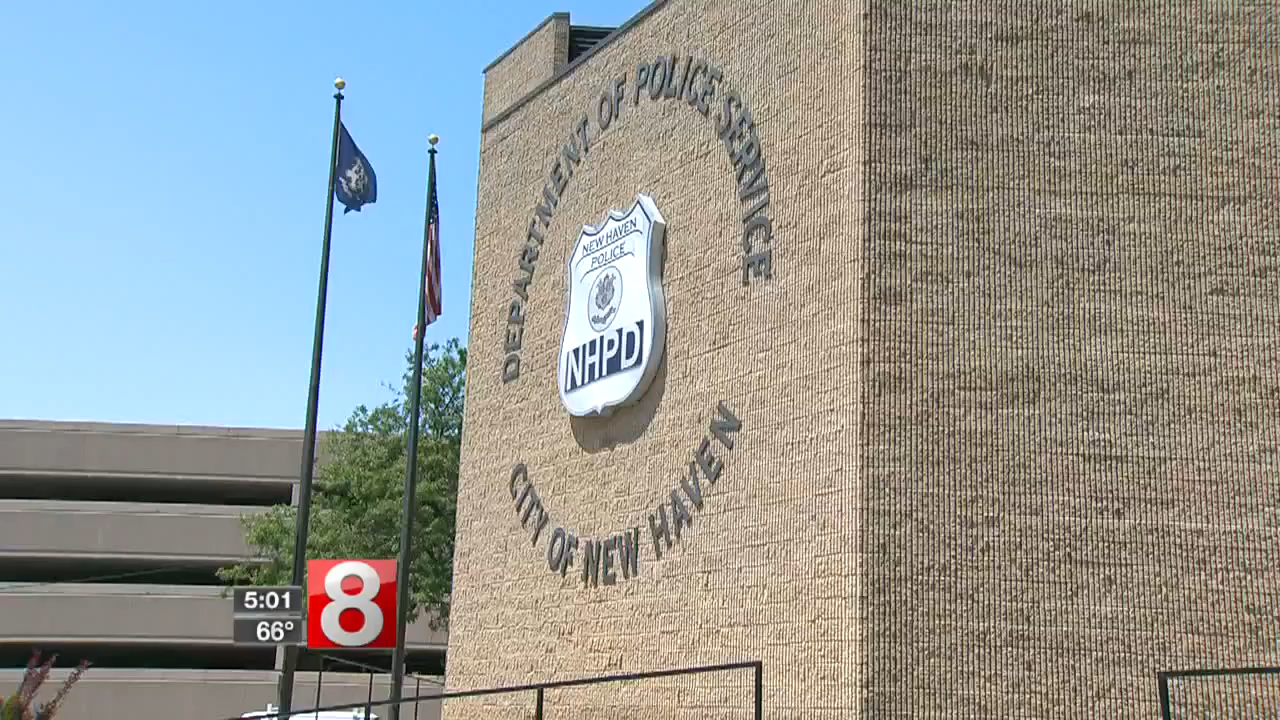 DEPARTMENT OF POLICE SERVICE
NEW HAVEN
POLICE
NHPD
CITY OF NEW HAVEN
5:01
66°
8